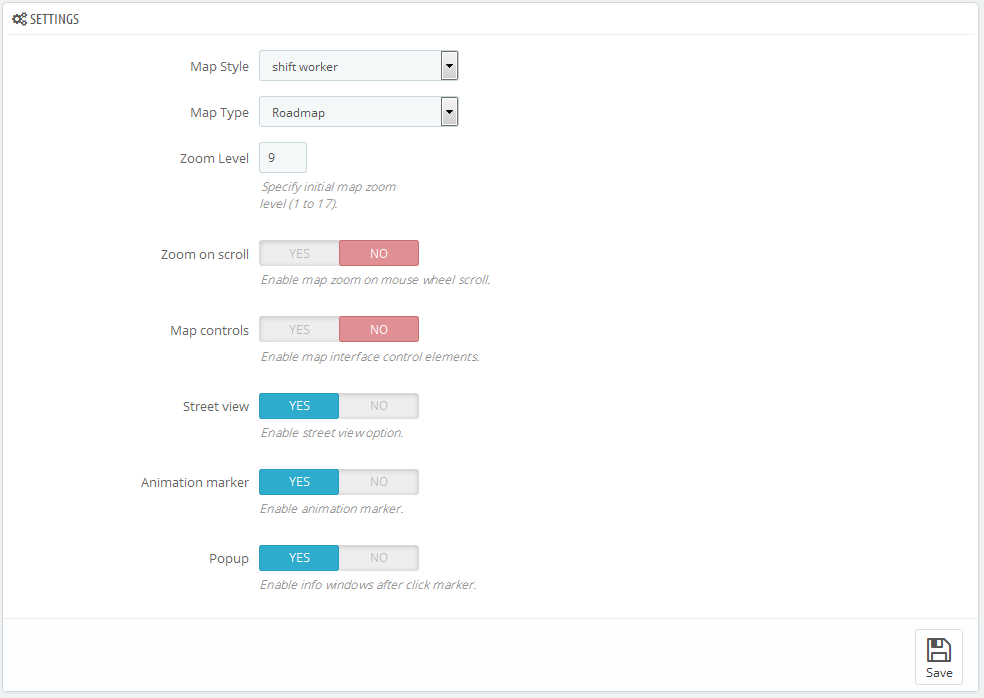 SETTINGS
Map Style shift worker
Map Type Roadmap
Zoom Level 9
Specify initial map zoom
level (1 to 17).
Zoom on scroll YES NO
Enable map zoom on mouse wheel scroll.
Map controls YES NO
Enable map interface control elements.
Street view YES NO
Enable street view option.
Animation marker YES NO
Enable animation marker.
Popup YES NO
Enable info windows after click marker.
Save